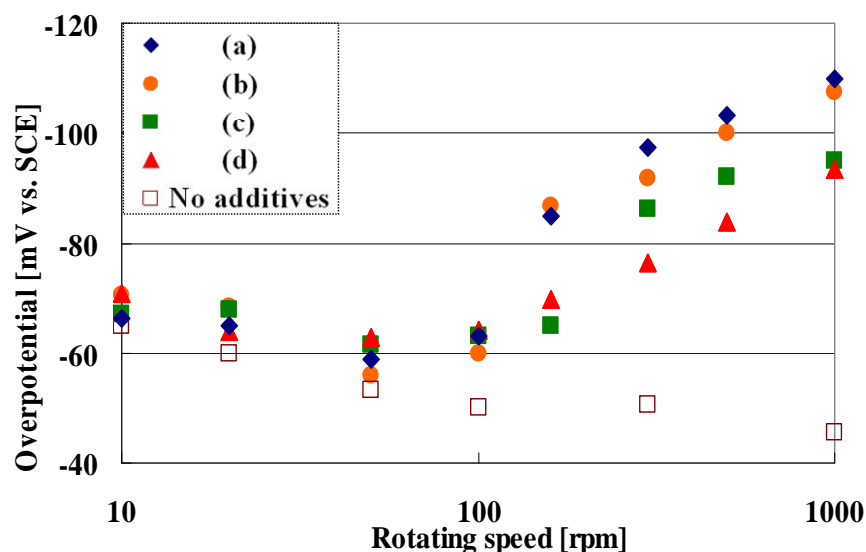 -120
-100
-80
-60
-40
Overpotential [mV vs. SCE]
(a)
(b)
(c)
(d)
No additives
10
100
1000
Rotating speed [rpm]